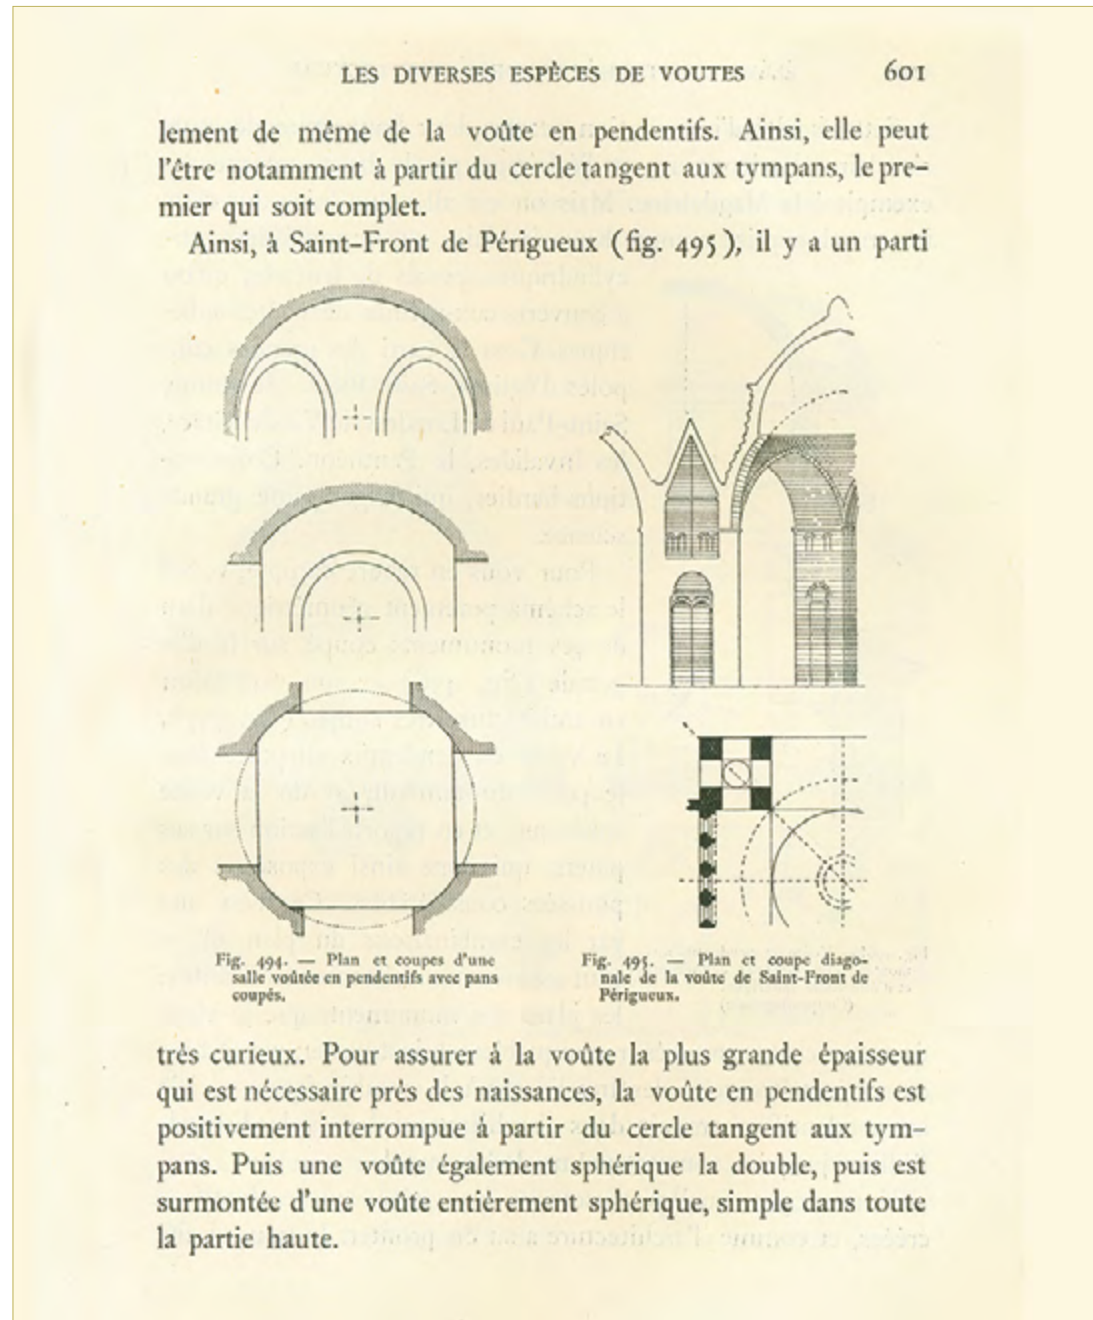 LES DIVERSES ESPÈCES DE VOUTES 601
lement de même de la voûte en pendentifs. Ainsi, elle peut
l'être notamment à partir du cercle tangent aux tympans, le pre-
mier qui soit complet.
Ainsi, à Saint-Front de Périgueux (fig. 495), il y a un parti
Fig. 494. — Plan et coupes d'une
salle voûtée en pendentifs avec pans
coupés.
Fig. 495. — Plan et coupe diago-
nale de la voûte de Saint-Front de
Périgueux.
très curieux. Pour assurer à la voûte la plus grande épaisseur
qui est nécessaire près des naissances, la voûte en pendentifs est
positivement interrompue à partir du cercle tangent aux tym-
pans. Puis une voûte également sphérique la double, puis est
surmontée d'une voûte entièrement sphérique, simple dans toute
la partie haute.